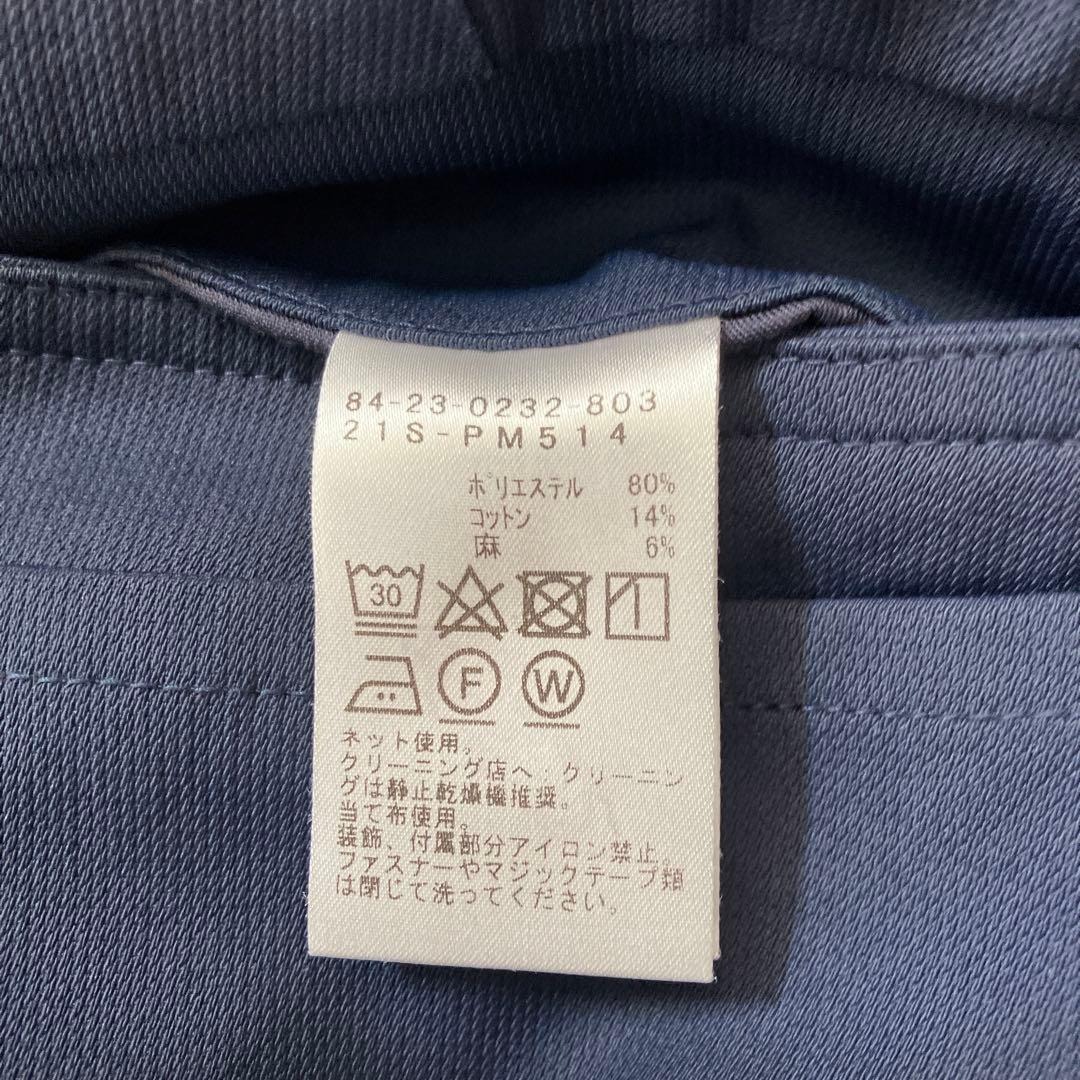 84-23-0232-803
21S-PM514
ポリエステル 80%
コットン 14%
麻 6%
30
F W
ネット使用。
クリーニング店へ・クリーニン
グは静止乾燥機推奨。
当て布使用。
装飾、付属部分アイロン禁止。
ファスナーやマジックテープ類
は閉じて洗ってください。